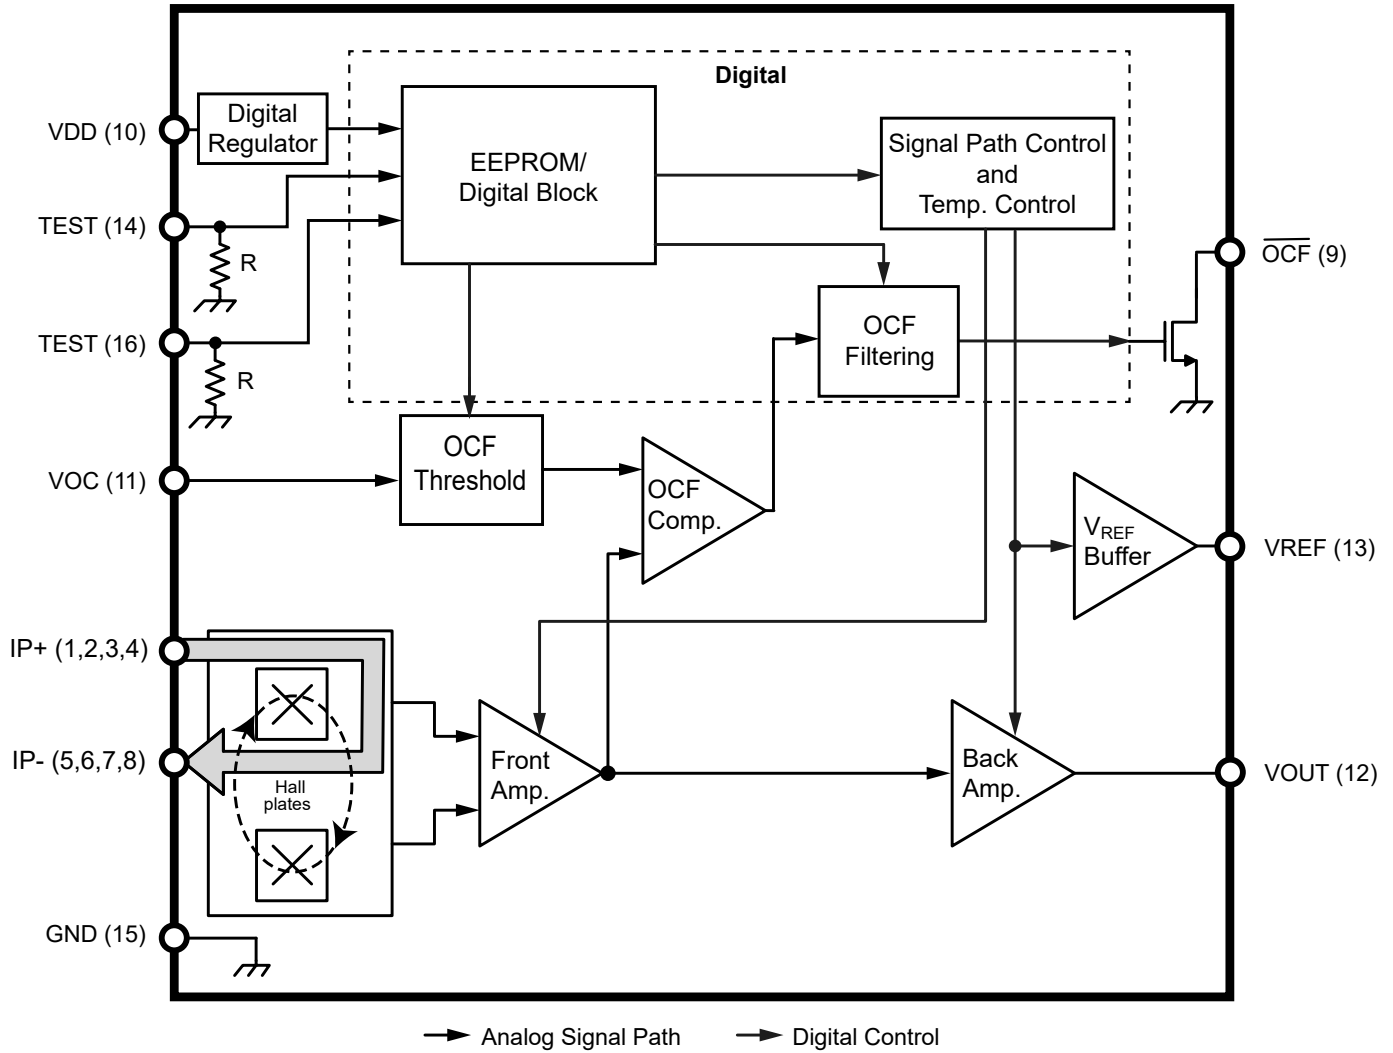 Digital
VDD (10)
Digital
Regulator
EEPROM/
Digital Block
Signal Path Control
and
Temp. Control
TEST (14)
R
OCF (9)
TEST (16)
R
OCF
Filtering
VOC (11)
OCF
Threshold
OCF
Comp.
VREF
Buffer
VREF (13)
IP+ (1,2,3,4)
IP- (5,6,7,8)
Hall
plates
Front
Amp.
Back
Amp.
VOUT (12)
GND (15)
Analog Signal Path
Digital Control